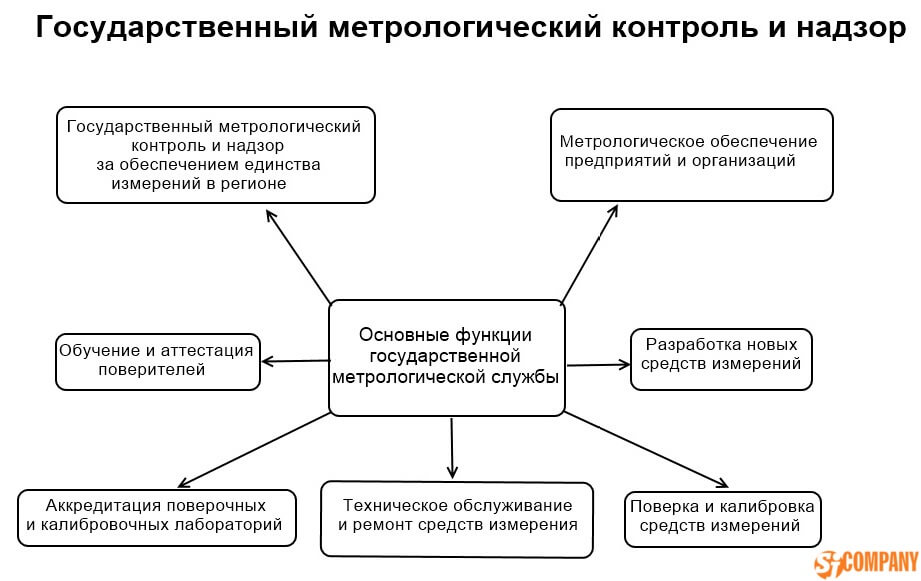 Государственный метрологический контроль и надзор
Государственный метрологический
контроль и надзор
за обеспечением единства
измерений в регионе
Метрологическое обеспечение
предприятий и организаций
Основные функции
государственной
метрологической службы
Обучение и аттестация
поверителей
Разработка новых
средств измерений
Аккредитация поверочных
и калибровочных лабораторий
Техническое обслуживание
и ремонт средств измерения
Поверка и калибровка
средств измерений
COMPANY